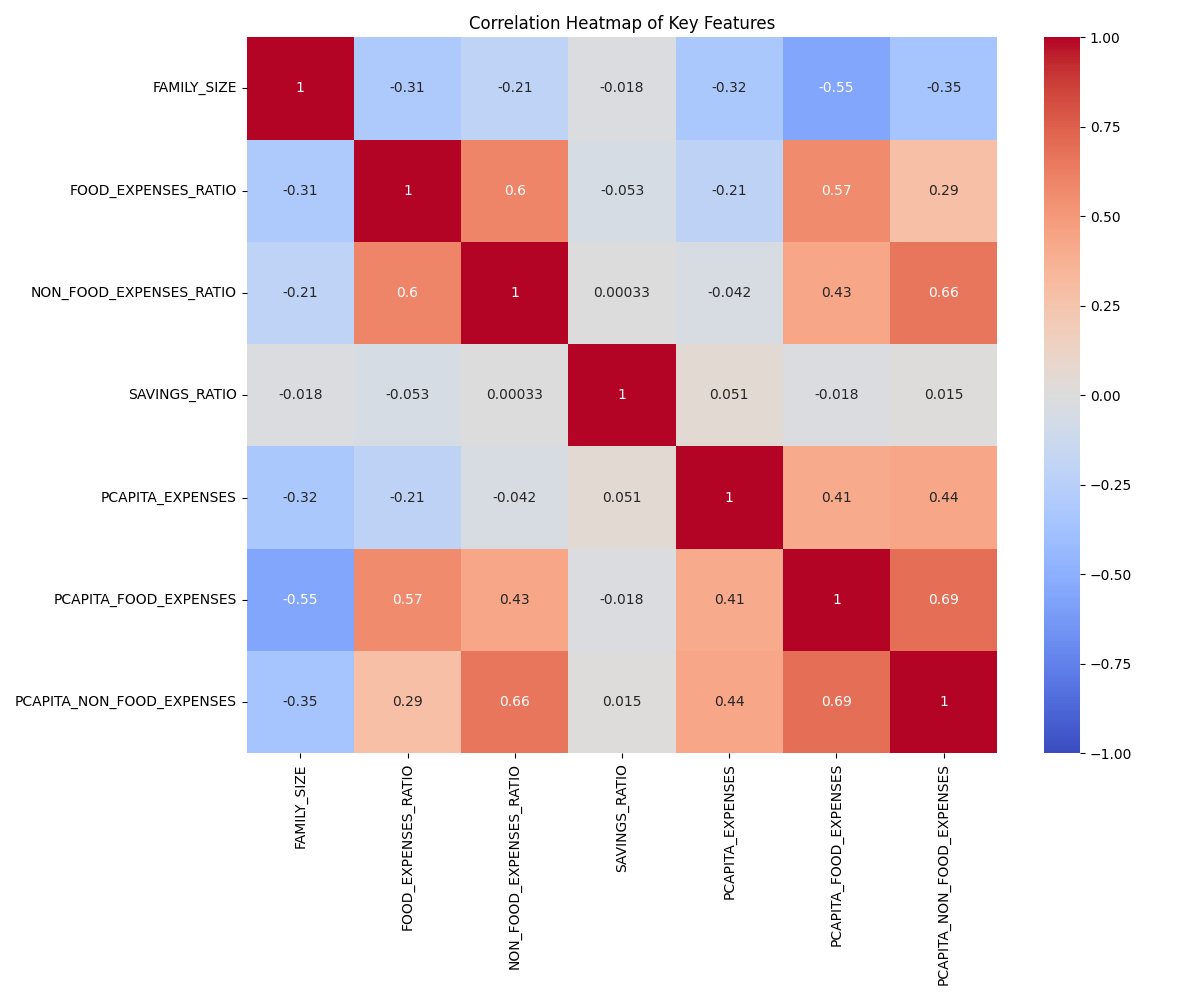 Correlation Heatmap of Key Features
FAMILY_SIZE 1 -0.31 -0.21 -0.018 -0.32 -0.55 -0.35
FOOD_EXPENSES_RATIO -0.31 1 0.6 -0.053 -0.21 0.57 0.29
NON_FOOD_EXPENSES_RATIO -0.21 0.6 1 0.00033 -0.042 0.43 0.66
SAVINGS_RATIO -0.018 -0.053 0.00033 1 0.051 -0.018 0.015
PCAPITA_EXPENSES -0.32 -0.21 -0.042 0.051 1 0.41 0.44
PCAPITA_FOOD_EXPENSES -0.55 0.57 0.43 -0.018 0.41 1 0.69
PCAPITA_NON_FOOD_EXPENSES -0.35 0.29 0.66 0.015 0.44 0.69 1
FAMILY_SIZE
FOOD_EXPENSES_RATIO
NON_FOOD_EXPENSES_RATIO
SAVINGS_RATIO
PCAPITA_EXPENSES
PCAPITA_FOOD_EXPENSES
PCAPITA_NON_FOOD_EXPENSES
1.00
0.75
0.50
0.25
0.00
−0.25
−0.50
−0.75
−1.00